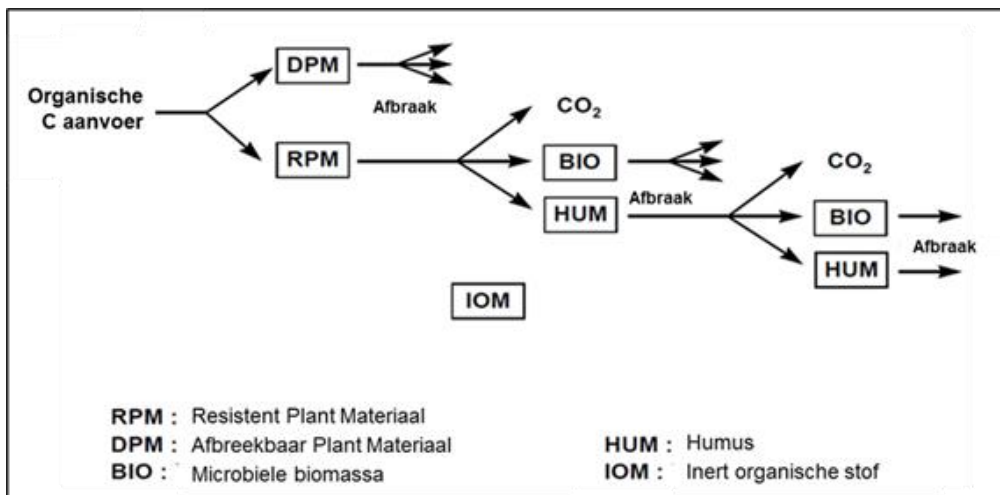 DPM
Organische
C aanvoer
Afbraak
CO2
RPM
BIO
CO2
HUM
Afbraak
BIO
Afbraak
HUM
IOM
RPM : Resistent Plant Materiaal
DPM : Afbreekbaar Plant Materiaal
BIO : Microbiele biomassa
HUM : Humus
IOM : Inert organische stof